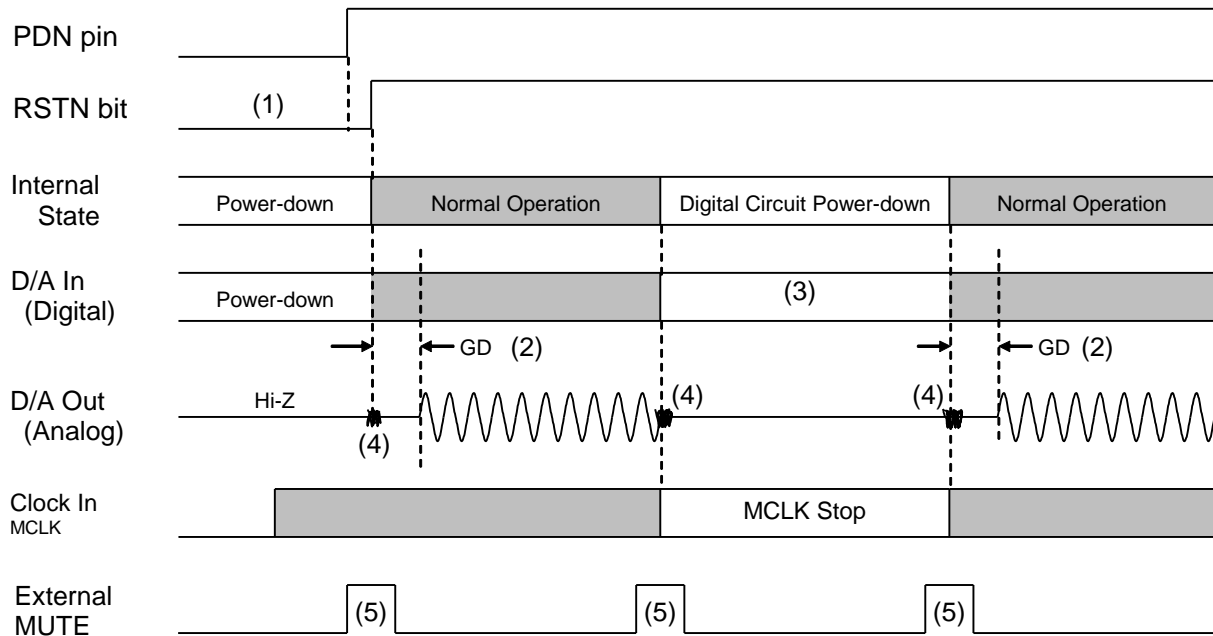 PDN pin
RSTN bit
(1)
Internal
State
Power-down
Normal Operation
Digital Circuit Power-down
Normal Operation
D/A In
(Digital)
Power-down
(3)
GD (2)
GD (2)
D/A Out
(Analog)
Hi-Z
(4)
(4)
(4)
Clock In
MCLK
MCLK Stop
External
MUTE
(5)
(5)
(5)